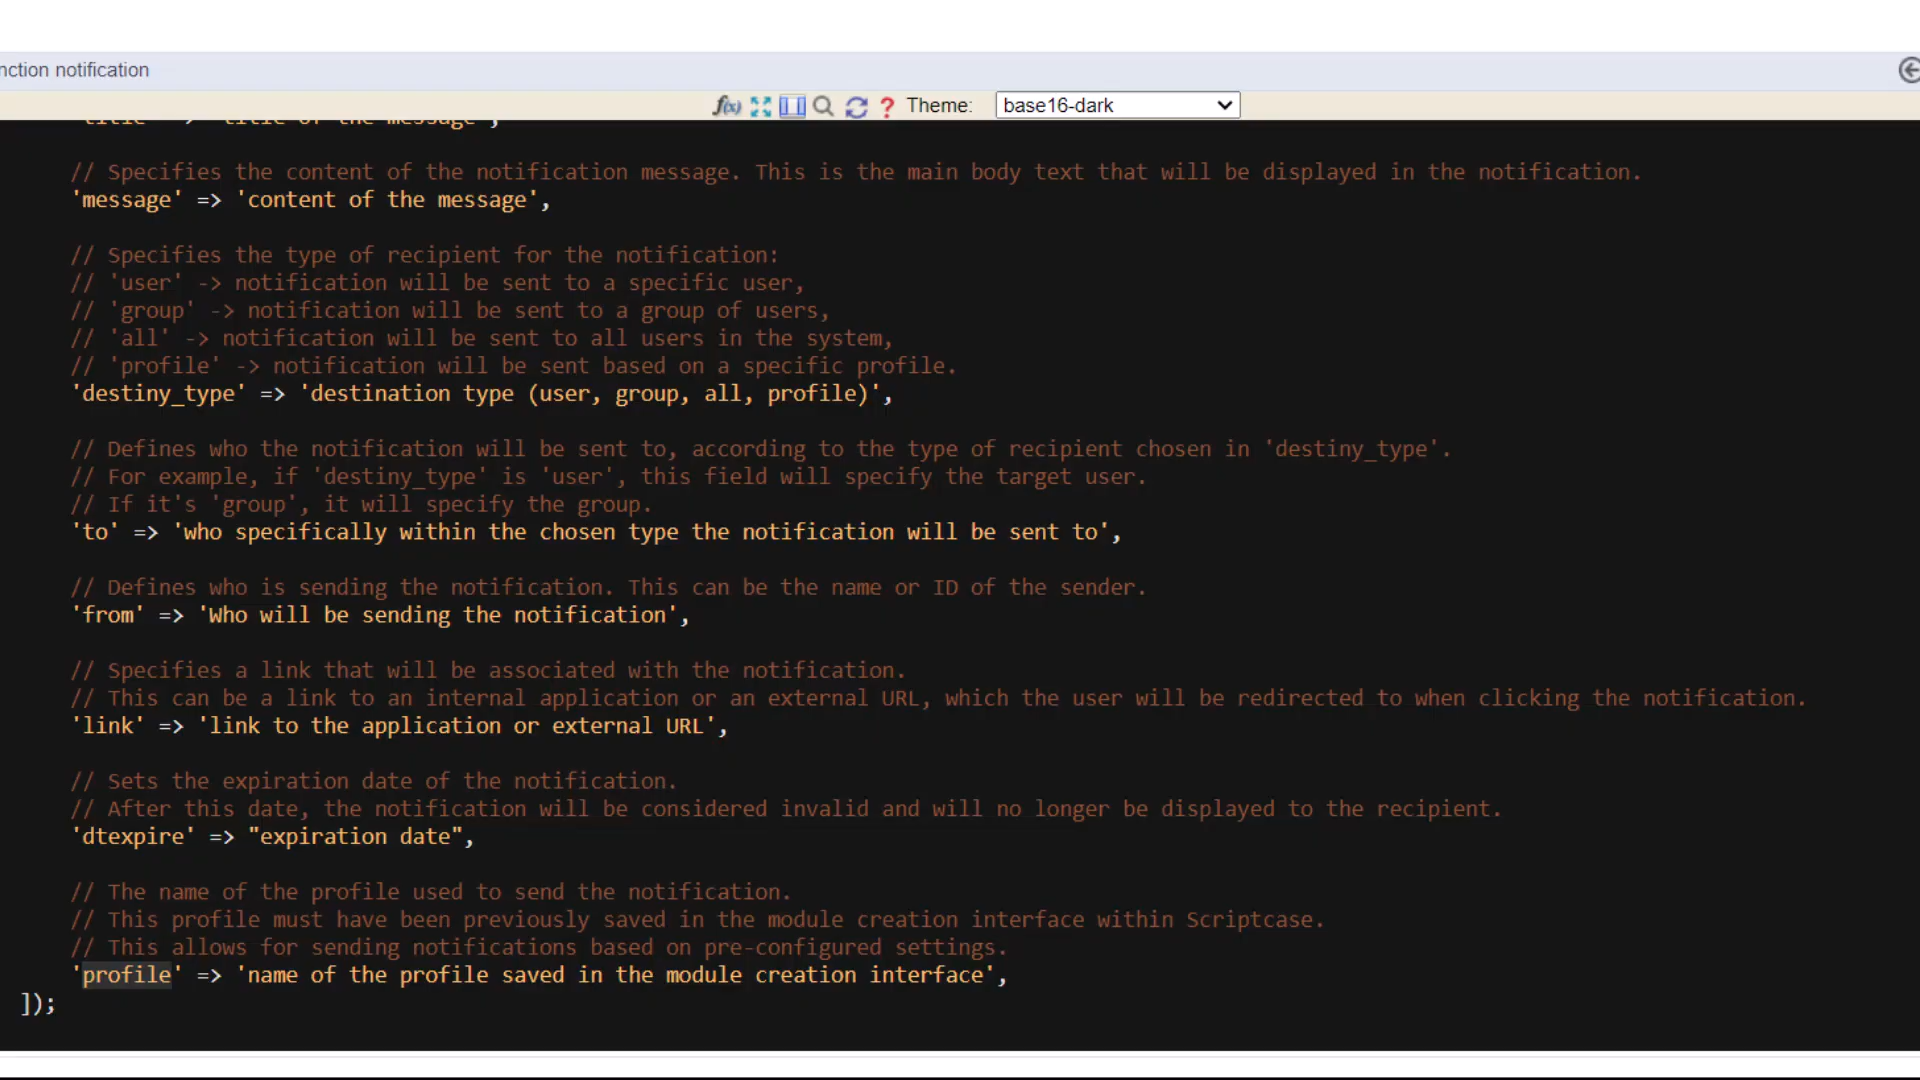 nction notification
f(x) ? Theme: base16-dark
'title' => 'title of the message',
// Specifies the content of the notification message. This is the main body text that will be displayed in the notification.
'message' => 'content of the message',
// Specifies the type of recipient for the notification:
// 'user' -> notification will be sent to a specific user,
// 'group' -> notification will be sent to a group of users,
// 'all' -> notification will be sent to all users in the system,
// 'profile' -> notification will be sent based on a specific profile.
'destiny_type' => 'destination type (user, group, all, profile)',
// Defines who the notification will be sent to, according to the type of recipient chosen in 'destiny_type'.
// For example, if 'destiny_type' is 'user', this field will specify the target user.
// If it's 'group', it will specify the group.
'to' => 'who specifically within the chosen type the notification will be sent to',
// Defines who is sending the notification. This can be the name or ID of the sender.
'from' => 'Who will be sending the notification',
// Specifies a link that will be associated with the notification.
// This can be a link to an internal application or an external URL, which the user will be redirected to when clicking the notification.
'link' => 'link to the application or external URL',
// Sets the expiration date of the notification.
// After this date, the notification will be considered invalid and will no longer be displayed to the recipient.
'dtexpire' => "expiration date",
// The name of the profile used to send the notification.
// This profile must have been previously saved in the module creation interface within Scriptcase.
// This allows for sending notifications based on pre-configured settings.
'profile' => 'name of the profile saved in the module creation interface',
]);